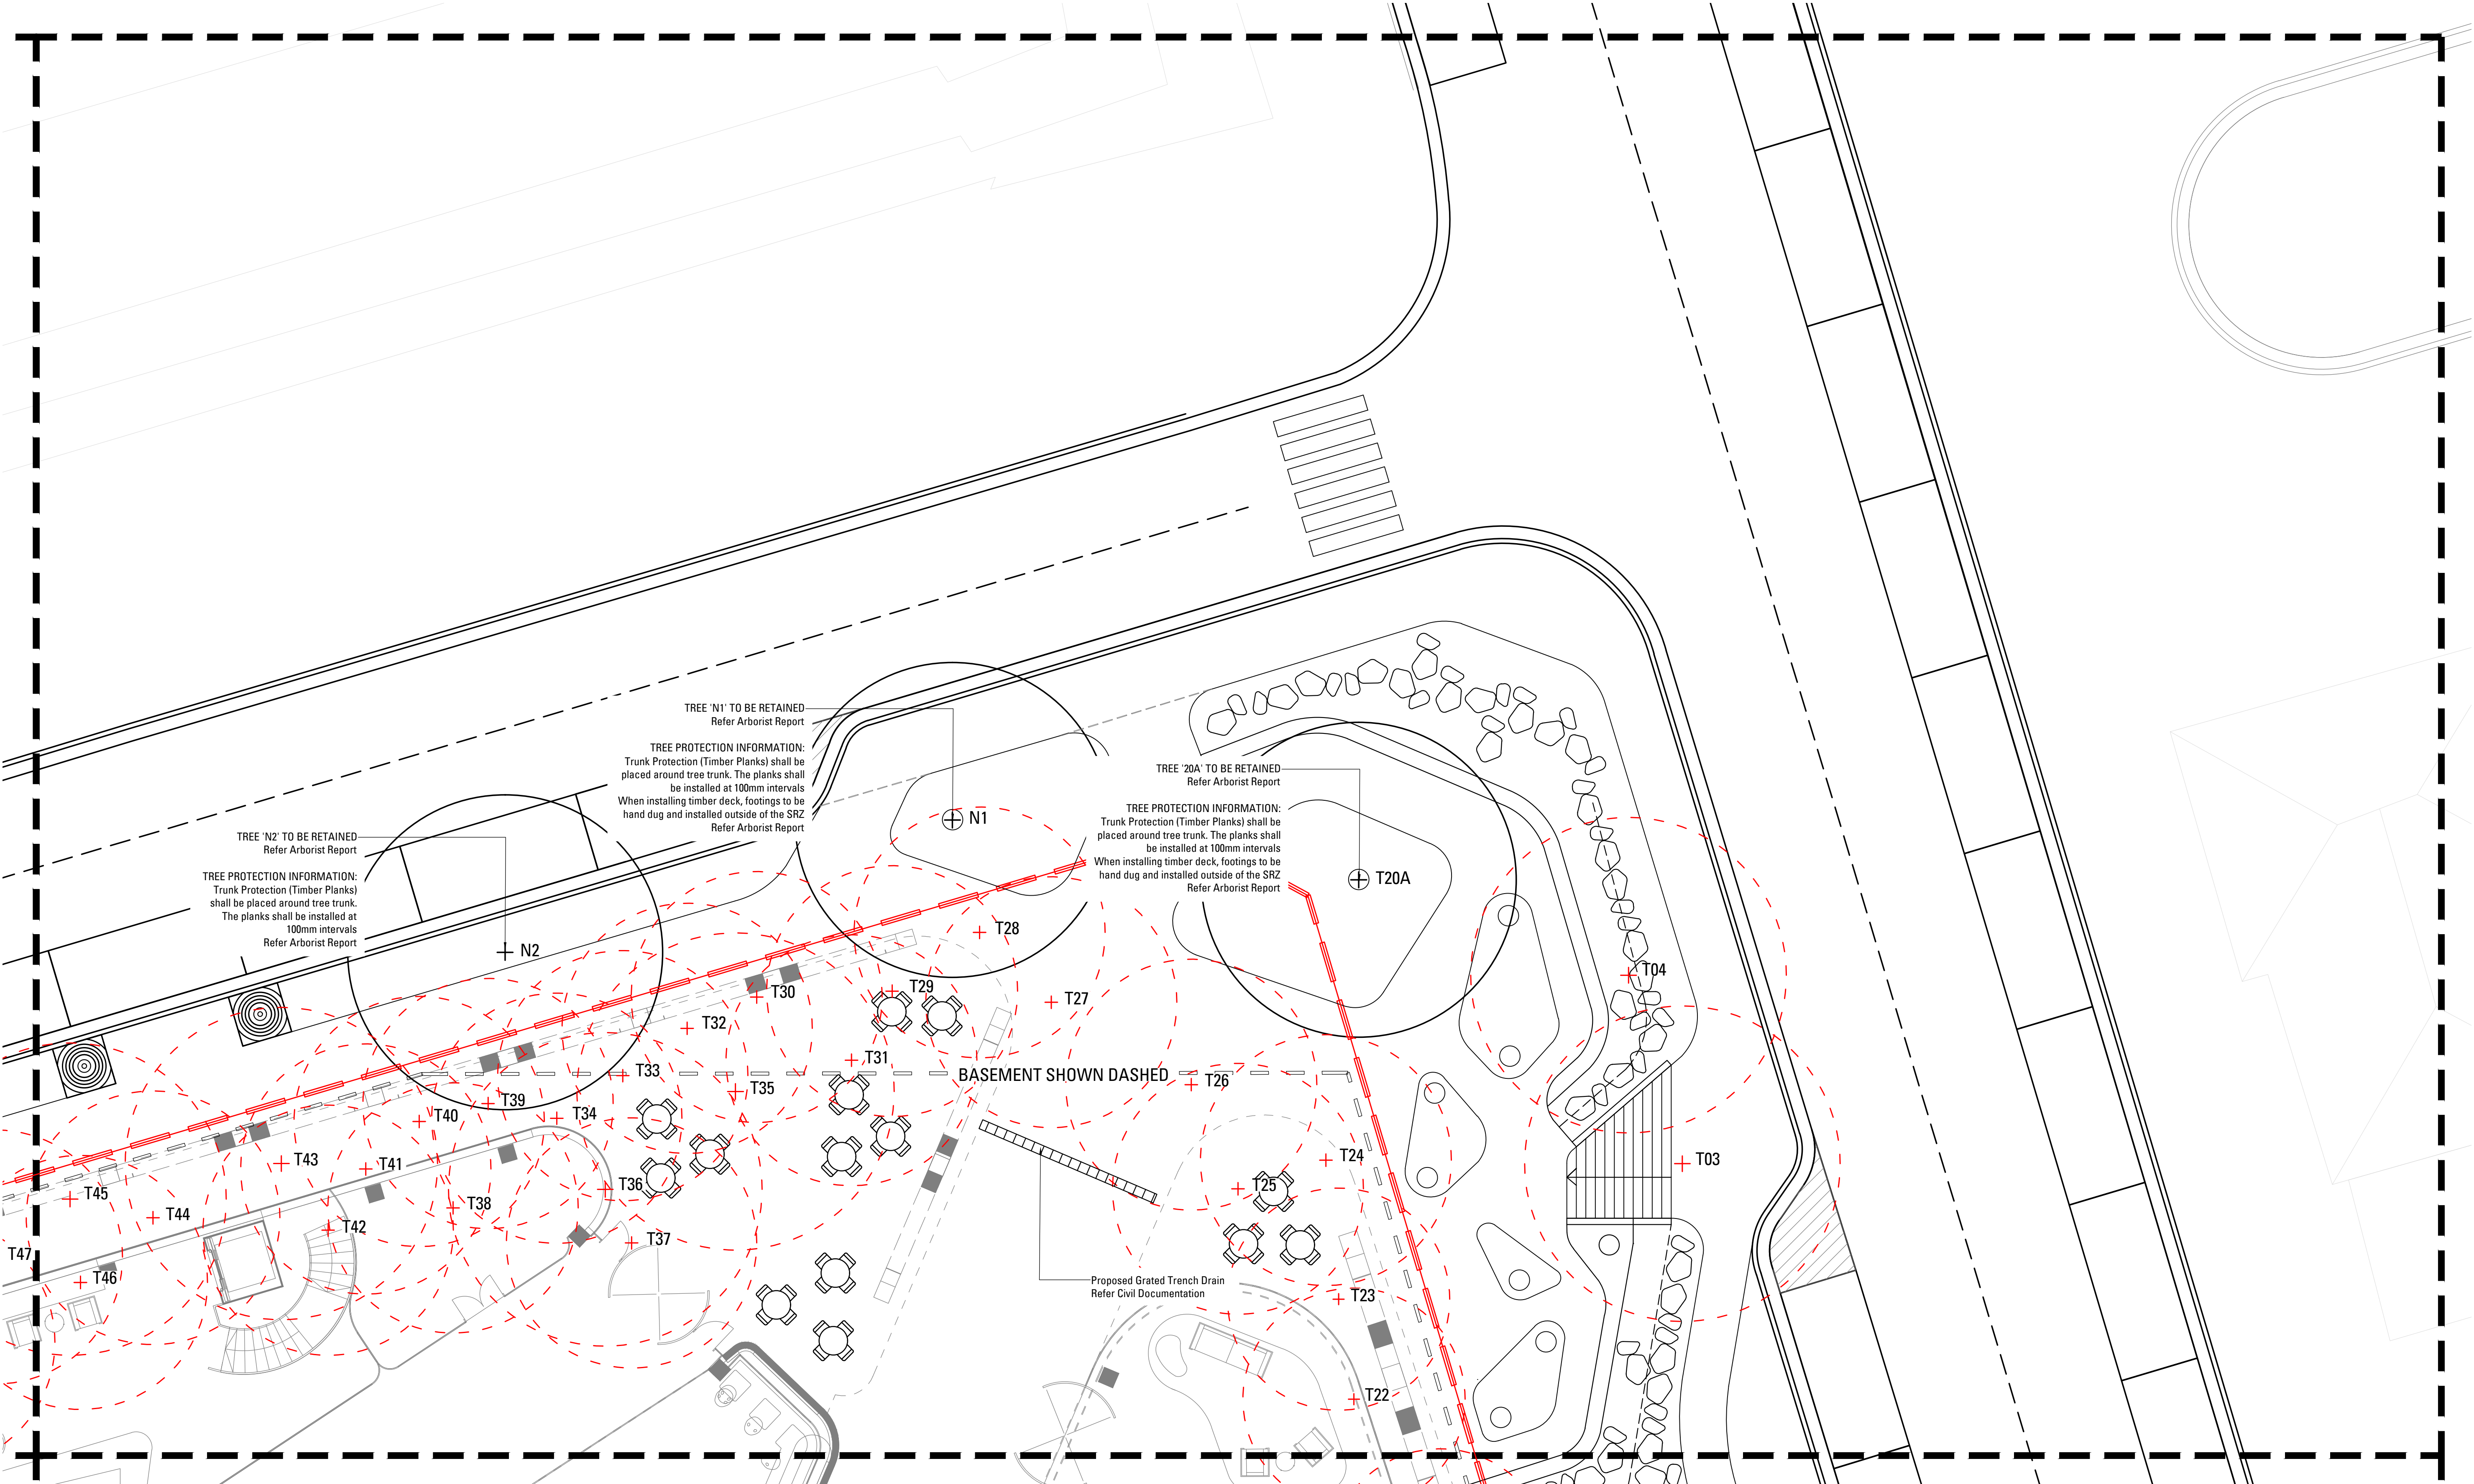 TREE 'N1' TO BE RETAINED
Refer Arborist Report
TREE PROTECTION INFORMATION:
Trunk Protection (Timber Planks) shall be
placed around tree trunk. The planks shall
be installed at 100mm intervals
When installing timber deck, footings to be
hand dug and installed outside of the SRZ
Refer Arborist Report
TREE '20A' TO BE RETAINED
Refer Arborist Report
TREE PROTECTION INFORMATION:
Trunk Protection (Timber Planks) shall be
placed around tree trunk. The planks shall
be installed at 100mm intervals
When installing timber deck, footings to be
hand dug and installed outside of the SRZ
Refer Arborist Report
TREE 'N2' TO BE RETAINED
Refer Arborist Report
TREE PROTECTION INFORMATION:
Trunk Protection (Timber Planks)
shall be placed around tree trunk.
The planks shall be installed at
100mm intervals
Refer Arborist Report
N1
T20A
N2
T28
T04
T29
T30
T27
T32
T31
T33
BASEMENT SHOWN DASHED
T26
T35
T39
T34
T40
T43
T41
T24
T03
T36
T25
T45
T38
T44
T42
T37
T47
T46
Proposed Grated Trench Drain
Refer Civil Documentation
T23
T22